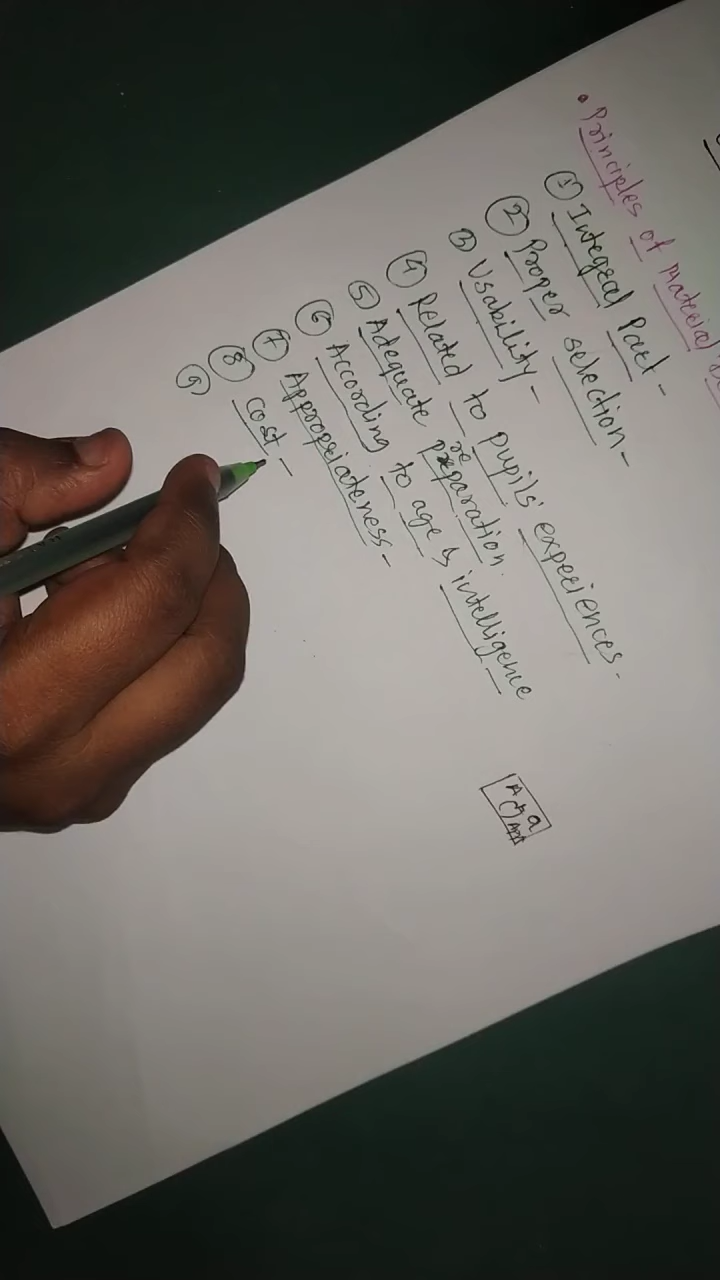 • Principles of Material
① Integral Part-
② Proper selection-
③ Usability-
④ Related to pupils' experiences-
⑤ Adequate preparation.
⑥ According to age & intelligence
⑦ Appropriateness-
⑧ Cost-
⑨